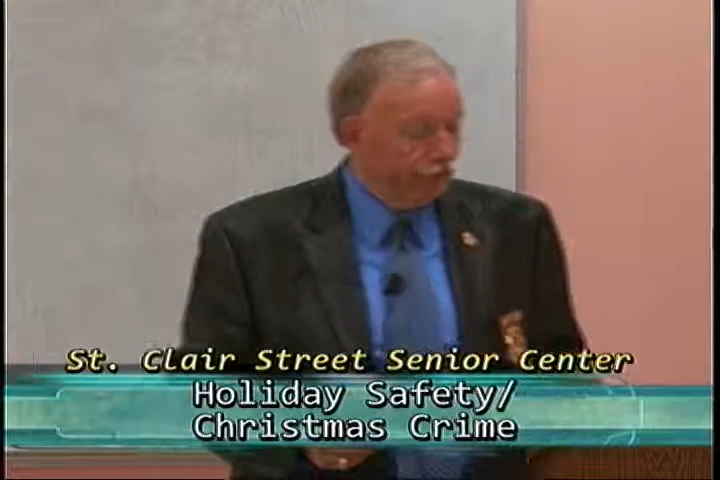 St. Clair Street Senior Center
Holiday Safety/
Christmas Crime